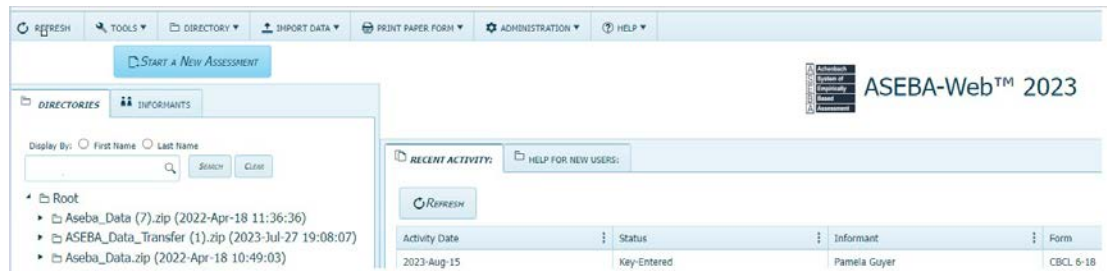 REFRESH TOOLS ▼ DIRECTORY ▼ IMPORT DATA ▼ PRINT PAPER FORM ▼ ADMINISTRATION ▼ HELP ▼
START A NEW ASSESSMENT
Achenbach
System of
Empirically
Based
Assessment
ASEBA-Web™ 2023
DIRECTORIES INFORMANTS
Display By: First Name Last Name
SEARCH CLEAR
Root
Aseba_Data (7).zip (2022-Apr-18 11:36:36)
ASEBA_Data_Transfer (1).zip (2023-Jul-27 19:08:07)
Aseba_Data.zip (2022-Apr-18 10:49:03)
RECENT ACTIVITY: HELP FOR NEW USERS:
REFRESH
Activity Date Status Informant Form
2023-Aug-15 Key-Entered Pamela Guyer CBCL 6-18